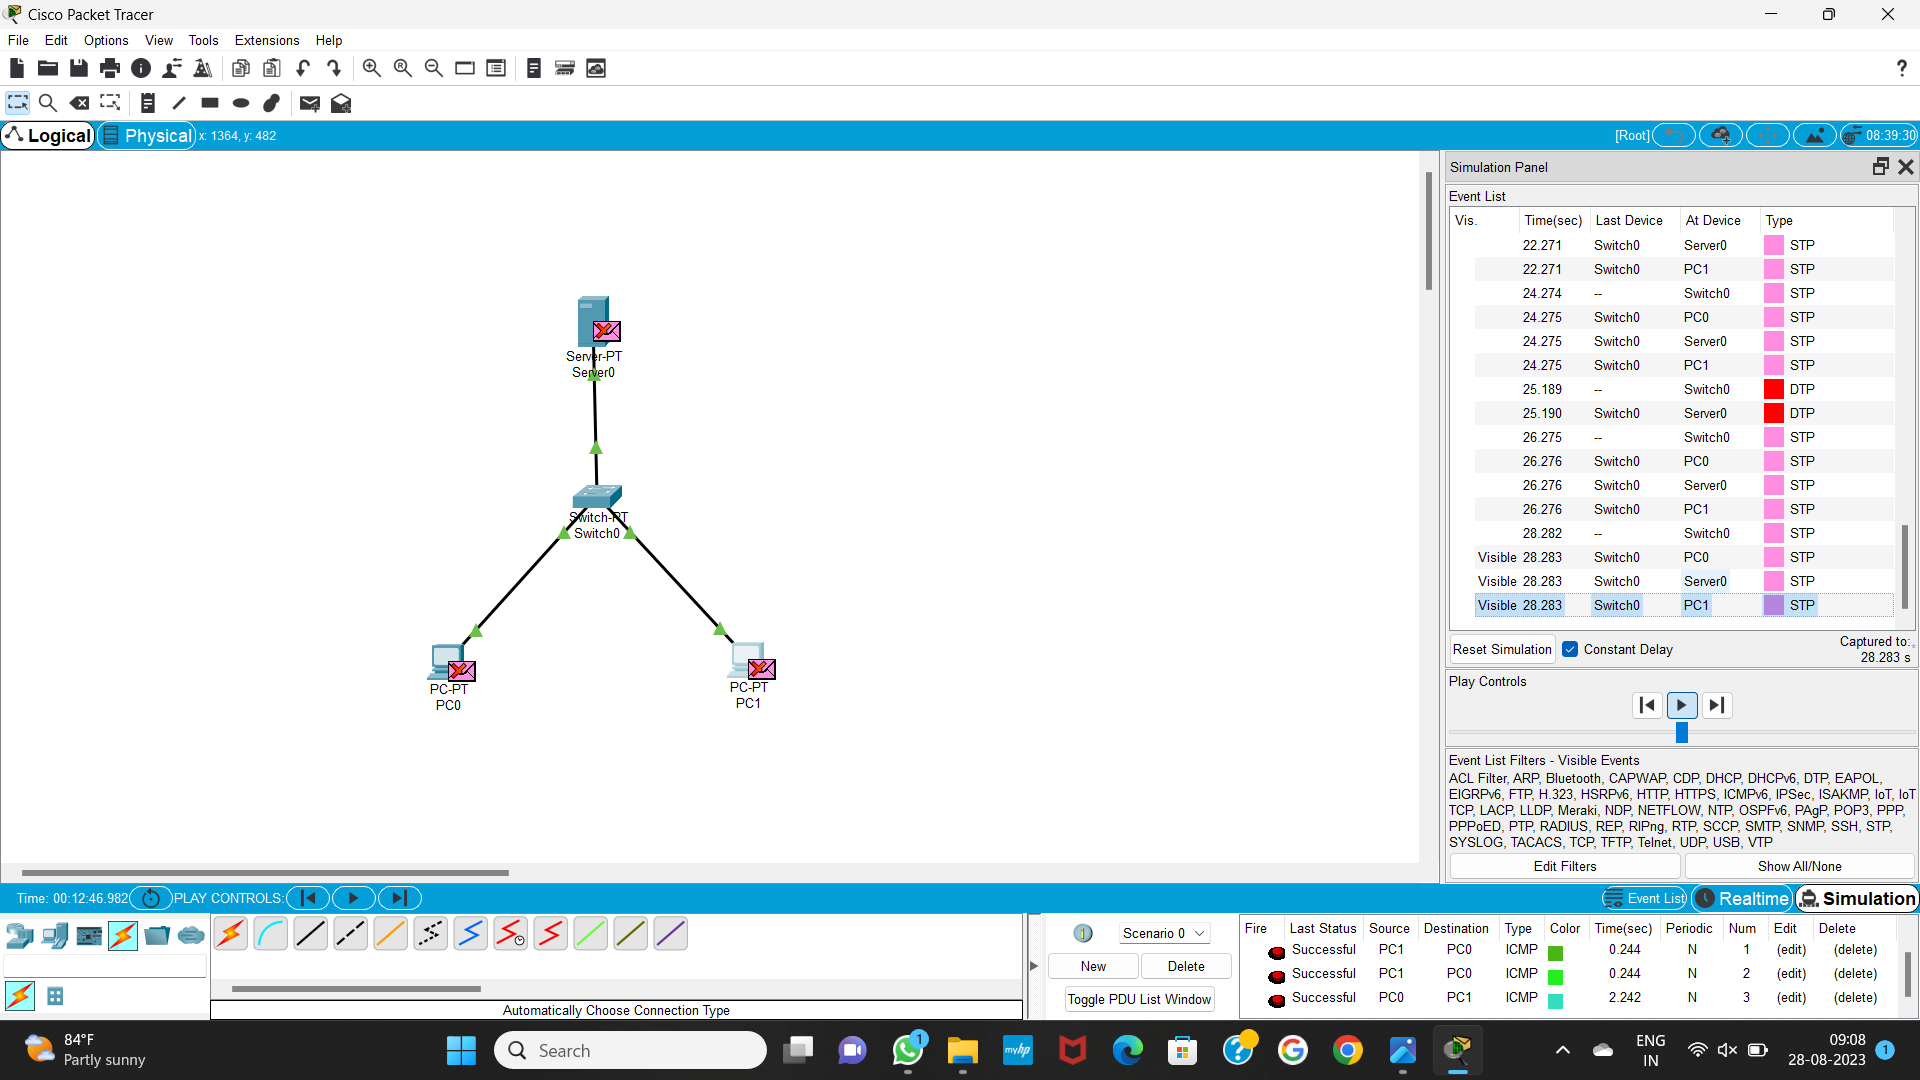 Cisco Packet Tracer
File Edit Options View Tools Extensions Help
Logical Physical x: 1364, y: 482 [Root] 08:39:30
Server-PT
Server0
Switch-PT
Switch0
PC-PT
PC0
PC-PT
PC1
Simulation Panel
Event List
Vis. Time(sec) Last Device At Device Type
22.271 Switch0 Server0 STP
22.271 Switch0 PC1 STP
24.274 -- Switch0 STP
24.275 Switch0 PC0 STP
24.275 Switch0 Server0 STP
24.275 Switch0 PC1 STP
25.189 -- Switch0 DTP
25.190 Switch0 Server0 DTP
26.275 -- Switch0 STP
26.276 Switch0 PC0 STP
26.276 Switch0 Server0 STP
26.276 Switch0 PC1 STP
28.282 -- Switch0 STP
Visible 28.283 Switch0 PC0 STP
Visible 28.283 Switch0 Server0 STP
Visible 28.283 Switch0 PC1 STP
Reset Simulation Constant Delay Captured to:
28.283 s
Play Controls
Event List Filters - Visible Events
ACL Filter, ARP, Bluetooth, CAPWAP, CDP, DHCP, DHCPv6, DTP, EAPOL,
EIGRPv6, FTP, H.323, HSRPv6, HTTP, HTTPS, ICMPv6, IPSec, ISAKMP, IoT, IoT
TCP, LACP, LLDP, Meraki, NDP, NETFLOW, NTP, OSPFv6, PAgP, POP3, PPP,
PPPoED, PTP, RADIUS, REP, RIPng, RTP, SCCP, SMTP, SNMP, SSH, STP,
SYSLOG, TACACS, TCP, TFTP, Telnet, UDP, USB, VTP
Edit Filters Show All/None
Time: 00:12:46.982 PLAY CONTROLS: Event List Realtime Simulation
Automatically Choose Connection Type
Scenario 0
New Delete
Toggle PDU List Window
Fire Last Status Source Destination Type Color Time(sec) Periodic Num Edit Delete
Successful PC1 PC0 ICMP 0.244 N 1 (edit) (delete)
Successful PC1 PC0 ICMP 0.244 N 2 (edit) (delete)
Successful PC0 PC1 ICMP 2.242 N 3 (edit) (delete)
84°F
Partly sunny
Search
1
myhp
ENG
IN
09:08
28-08-2023
1